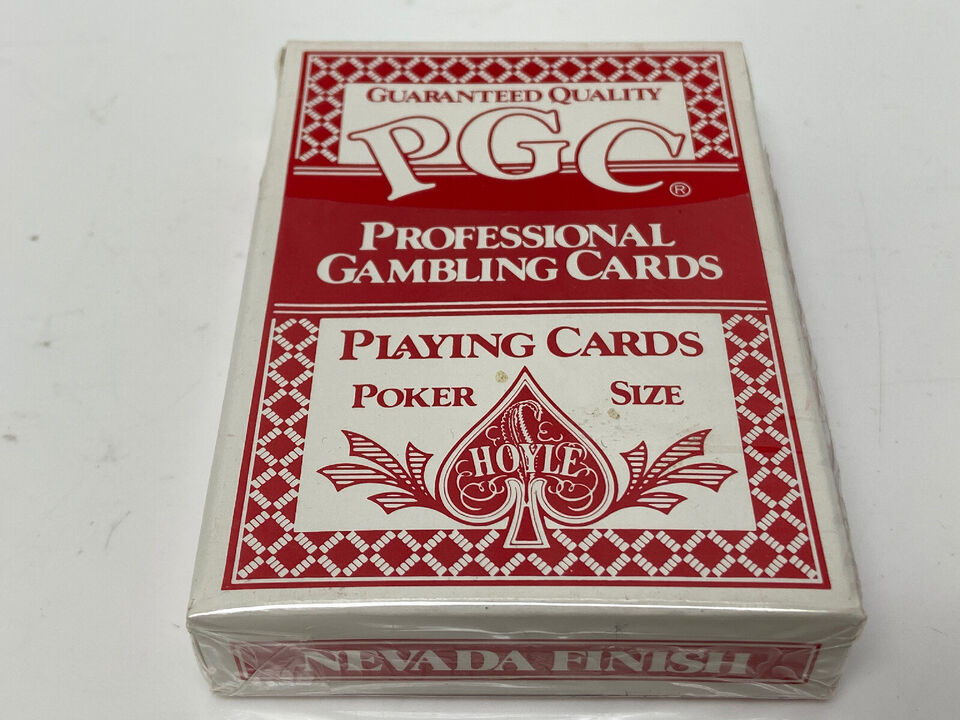 GUARANTEED QUALITY
PGC®
PROFESSIONAL
GAMBLING CARDS
PLAYING CARDS
POKER SIZE
HOYLE
NEVADA FINISH